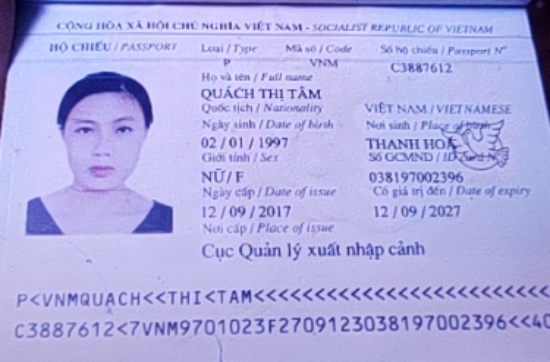 CỘNG HÒA XÃ HỘI CHỦ NGHĨA VIỆT NAM - SOCIALIST REPUBLIC OF VIETNAM
HỘ CHIẾU / PASSPORT Loại / Type Mã số / Code Số hộ chiếu / Passport Nº
P VNM C3887612
Họ và tên / Full name
QUÁCH THỊ TÂM
Quốc tịch / Nationality VIỆT NAM / VIETNAMESE
Ngày sinh / Date of birth Nơi sinh / Place of birth
02 / 01 / 1997 THANH HOÁ
Giới tính / Sex Số GCMND / ID Card Nº
NỮ / F 038197002396
Ngày cấp / Date of issue Có giá trị đến / Date of expiry
12 / 09 / 2017 12 / 09 / 2027
Nơi cấp / Place of issue
Cục Quản lý xuất nhập cảnh
P<VNMQUACH<<THI<TAM<<<<<<<<<<<<<<<<<<<<<<<<<
C3887612<7VNM9701023F2709123038197002396<<40